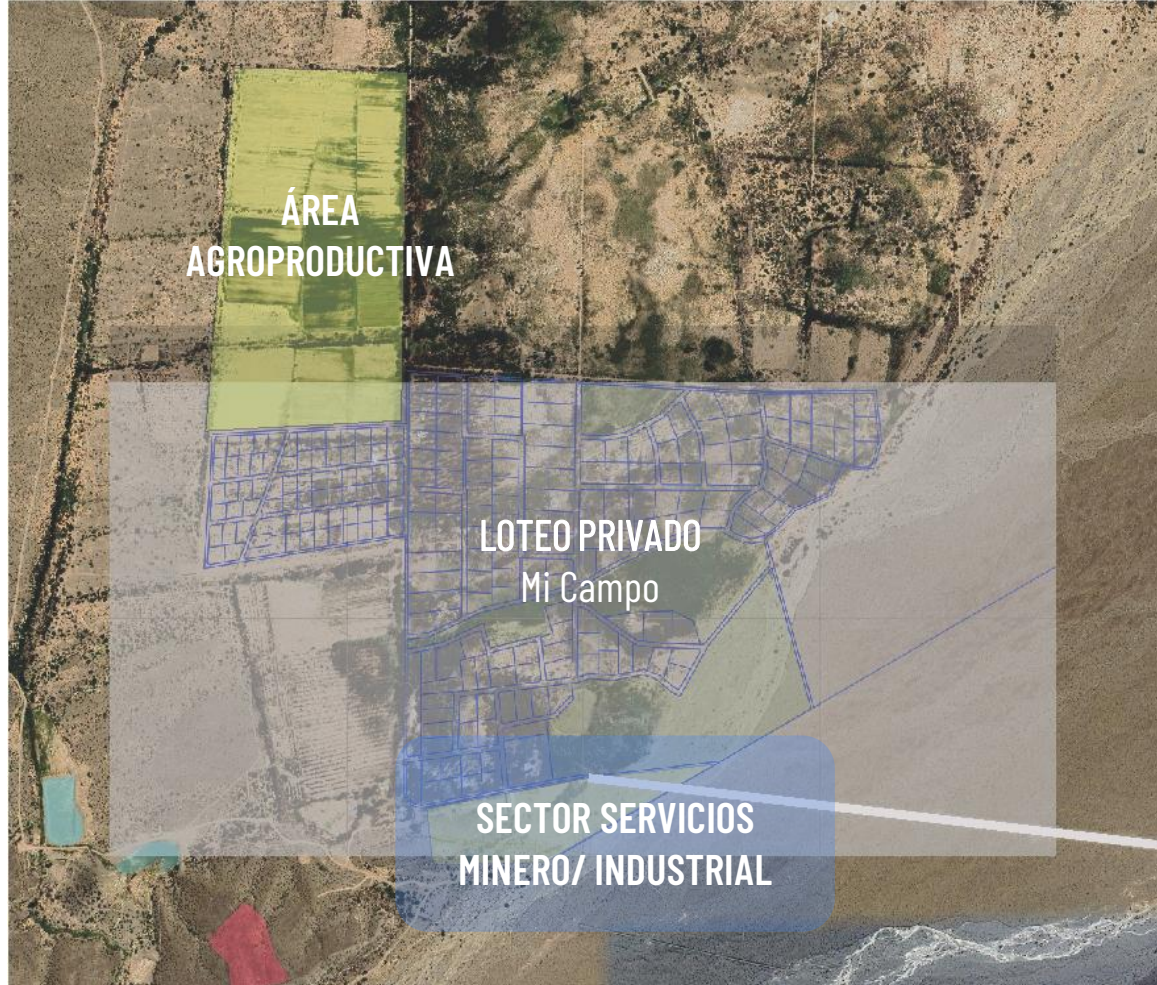 ÁREA
AGROPRODUCTIVA
LOTEO PRIVADO
Mi Campo
SECTOR SERVICIOS
MINERO/ INDUSTRIAL